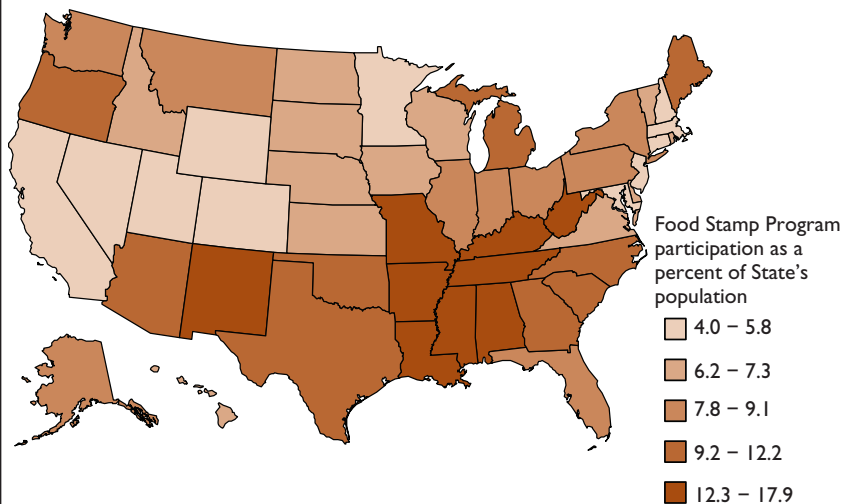 Food Stamp Program
participation as a
percent of State's
population
4.0 – 5.8
6.2 – 7.3
7.8 – 9.1
9.2 – 12.2
12.3 – 17.9